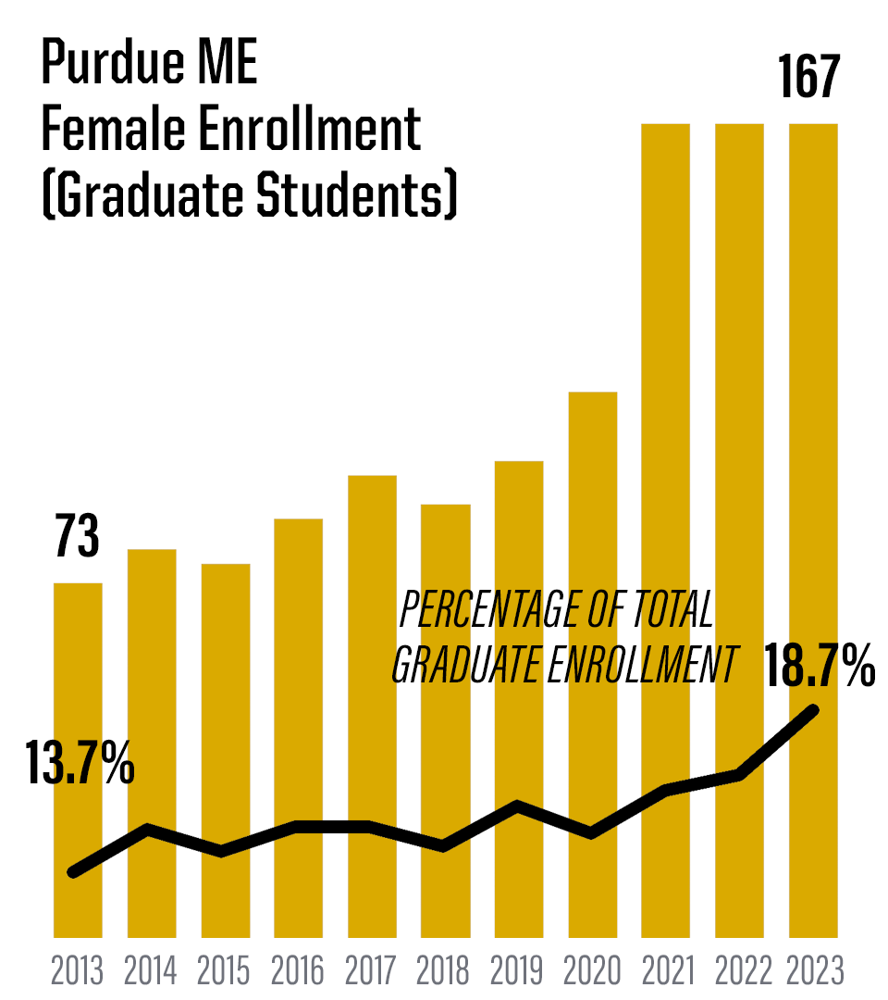 Purdue ME
Female Enrollment
(Graduate Students)
167
73
PERCENTAGE OF TOTAL
GRADUATE ENROLLMENT
18.7%
13.7%
2013 2014 2015 2016 2017 2018 2019 2020 2021 2022 2023